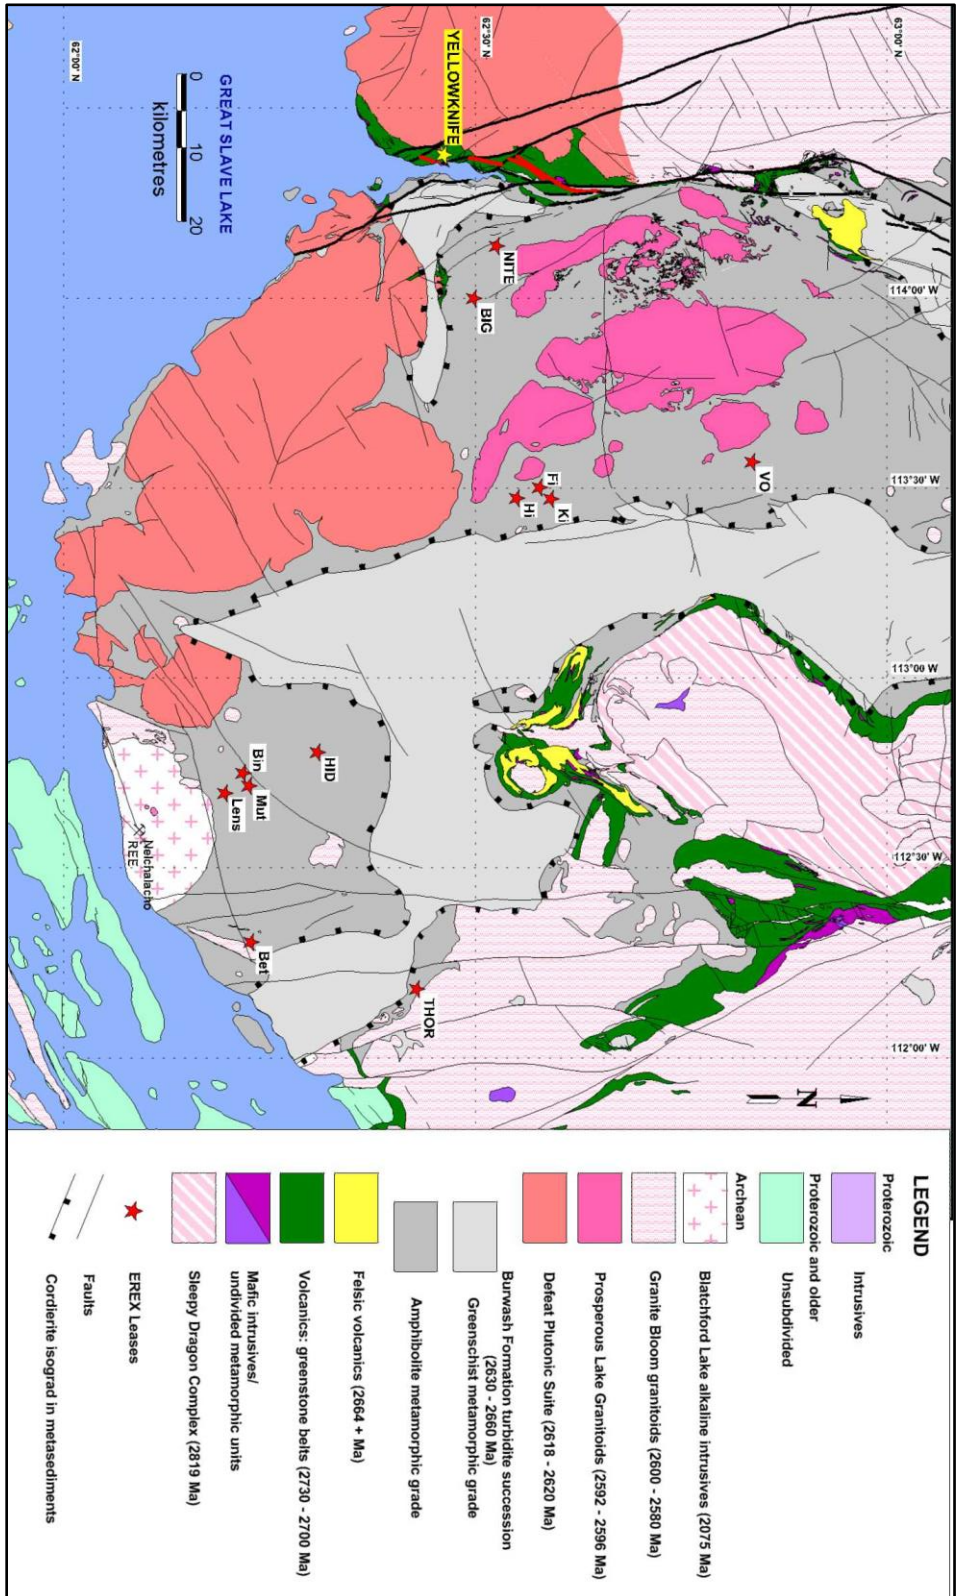 63°00' N
62°30' N
62°00' N
YELLOWKNIFE
GREAT SLAVE LAKE
0 10 20
kilometres
114°00' W
NITE
BIG
113°30' W
VO
Fi
Ki
Hi
113°00' W
HID
Bin
Mut
Lens
Nelchalacho
REE
112°30' W
Bet
THOR
112°00' W
N
LEGEND
Proterozoic
Intrusives
Proterozoic and older
Unsubdivided
Archean
Blatchford Lake alkaline intrusives (2075 Ma)
Granite Bloom granitoids (2600 - 2580 Ma)
Prosperous Lake Granitoids (2592 - 2596 Ma)
Defeat Plutonic Suite (2618 - 2620 Ma)
Burwash Formation turbidite succession
(2630 - 2660 Ma)
Greenschist metamorphic grade
Amphibolite metamorphic grade
Felsic volcanics (2664 + Ma)
Volcanics: greenstone belts (2730 - 2700 Ma)
Mafic intrusives/
undivided metamorphic units
Sleepy Dragon Complex (2819 Ma)
EREX Leases
Faults
Cordierite isograd in metasediments